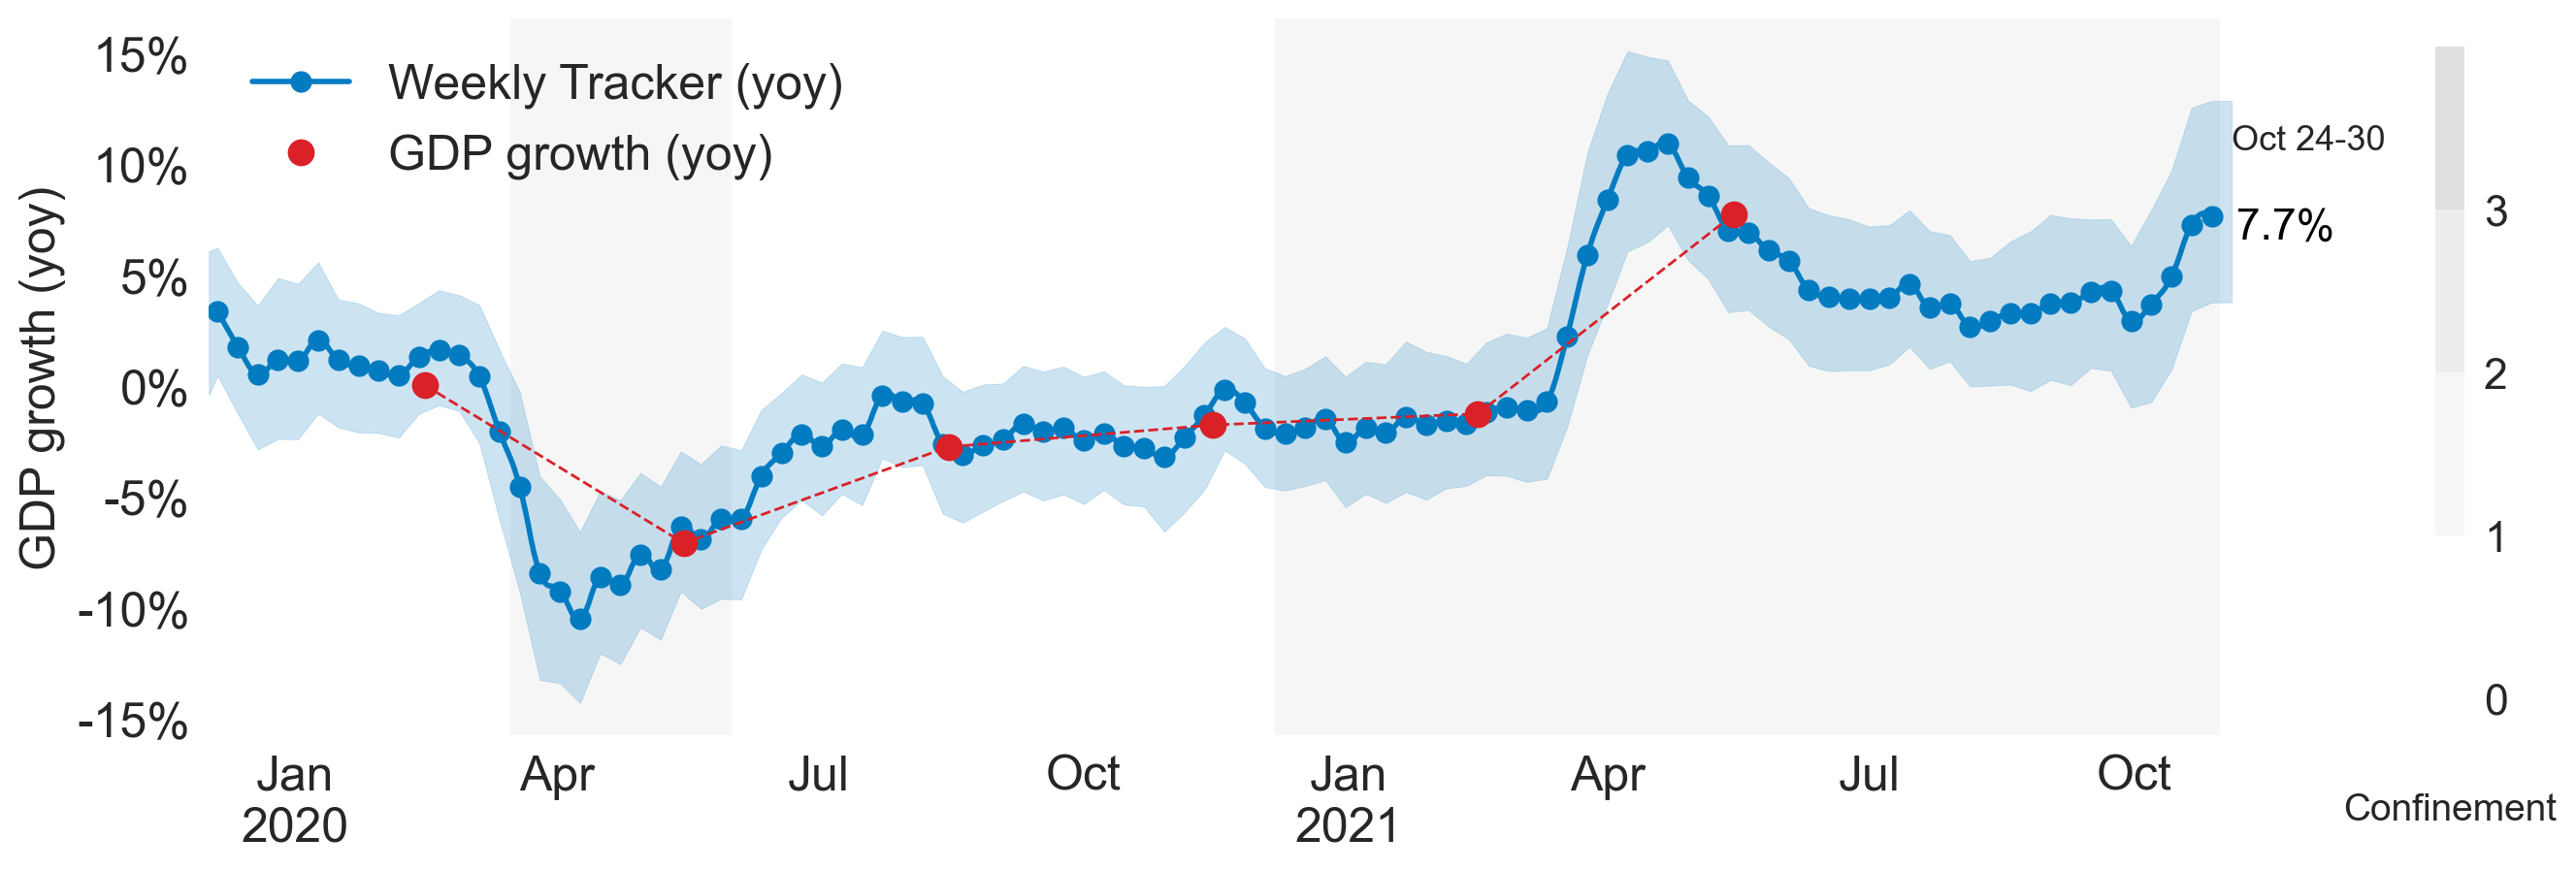 GDP growth (yoy)
15%
10%
5%
0%
-5%
-10%
-15%
Weekly Tracker (yoy)
GDP growth (yoy)
Oct 24-30
7.7%
3
2
1
0
Confinement
Jan Apr Jul Oct Jan Apr Jul Oct
2020 2021